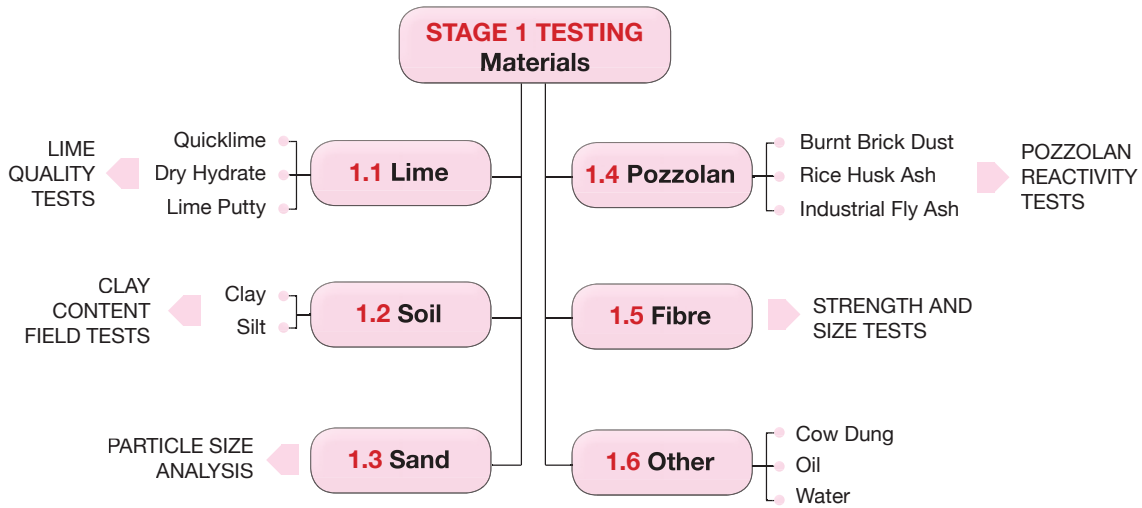 STAGE 1 TESTING
Materials
1.1 Lime
Quicklime
Dry Hydrate
Lime Putty
LIME
QUALITY
TESTS
1.2 Soil
Clay
Silt
CLAY
CONTENT
FIELD TESTS
1.3 Sand
PARTICLE SIZE
ANALYSIS
1.4 Pozzolan
Burnt Brick Dust
Rice Husk Ash
Industrial Fly Ash
POZZOLAN
REACTIVITY
TESTS
1.5 Fibre
STRENGTH AND
SIZE TESTS
1.6 Other
Cow Dung
Oil
Water